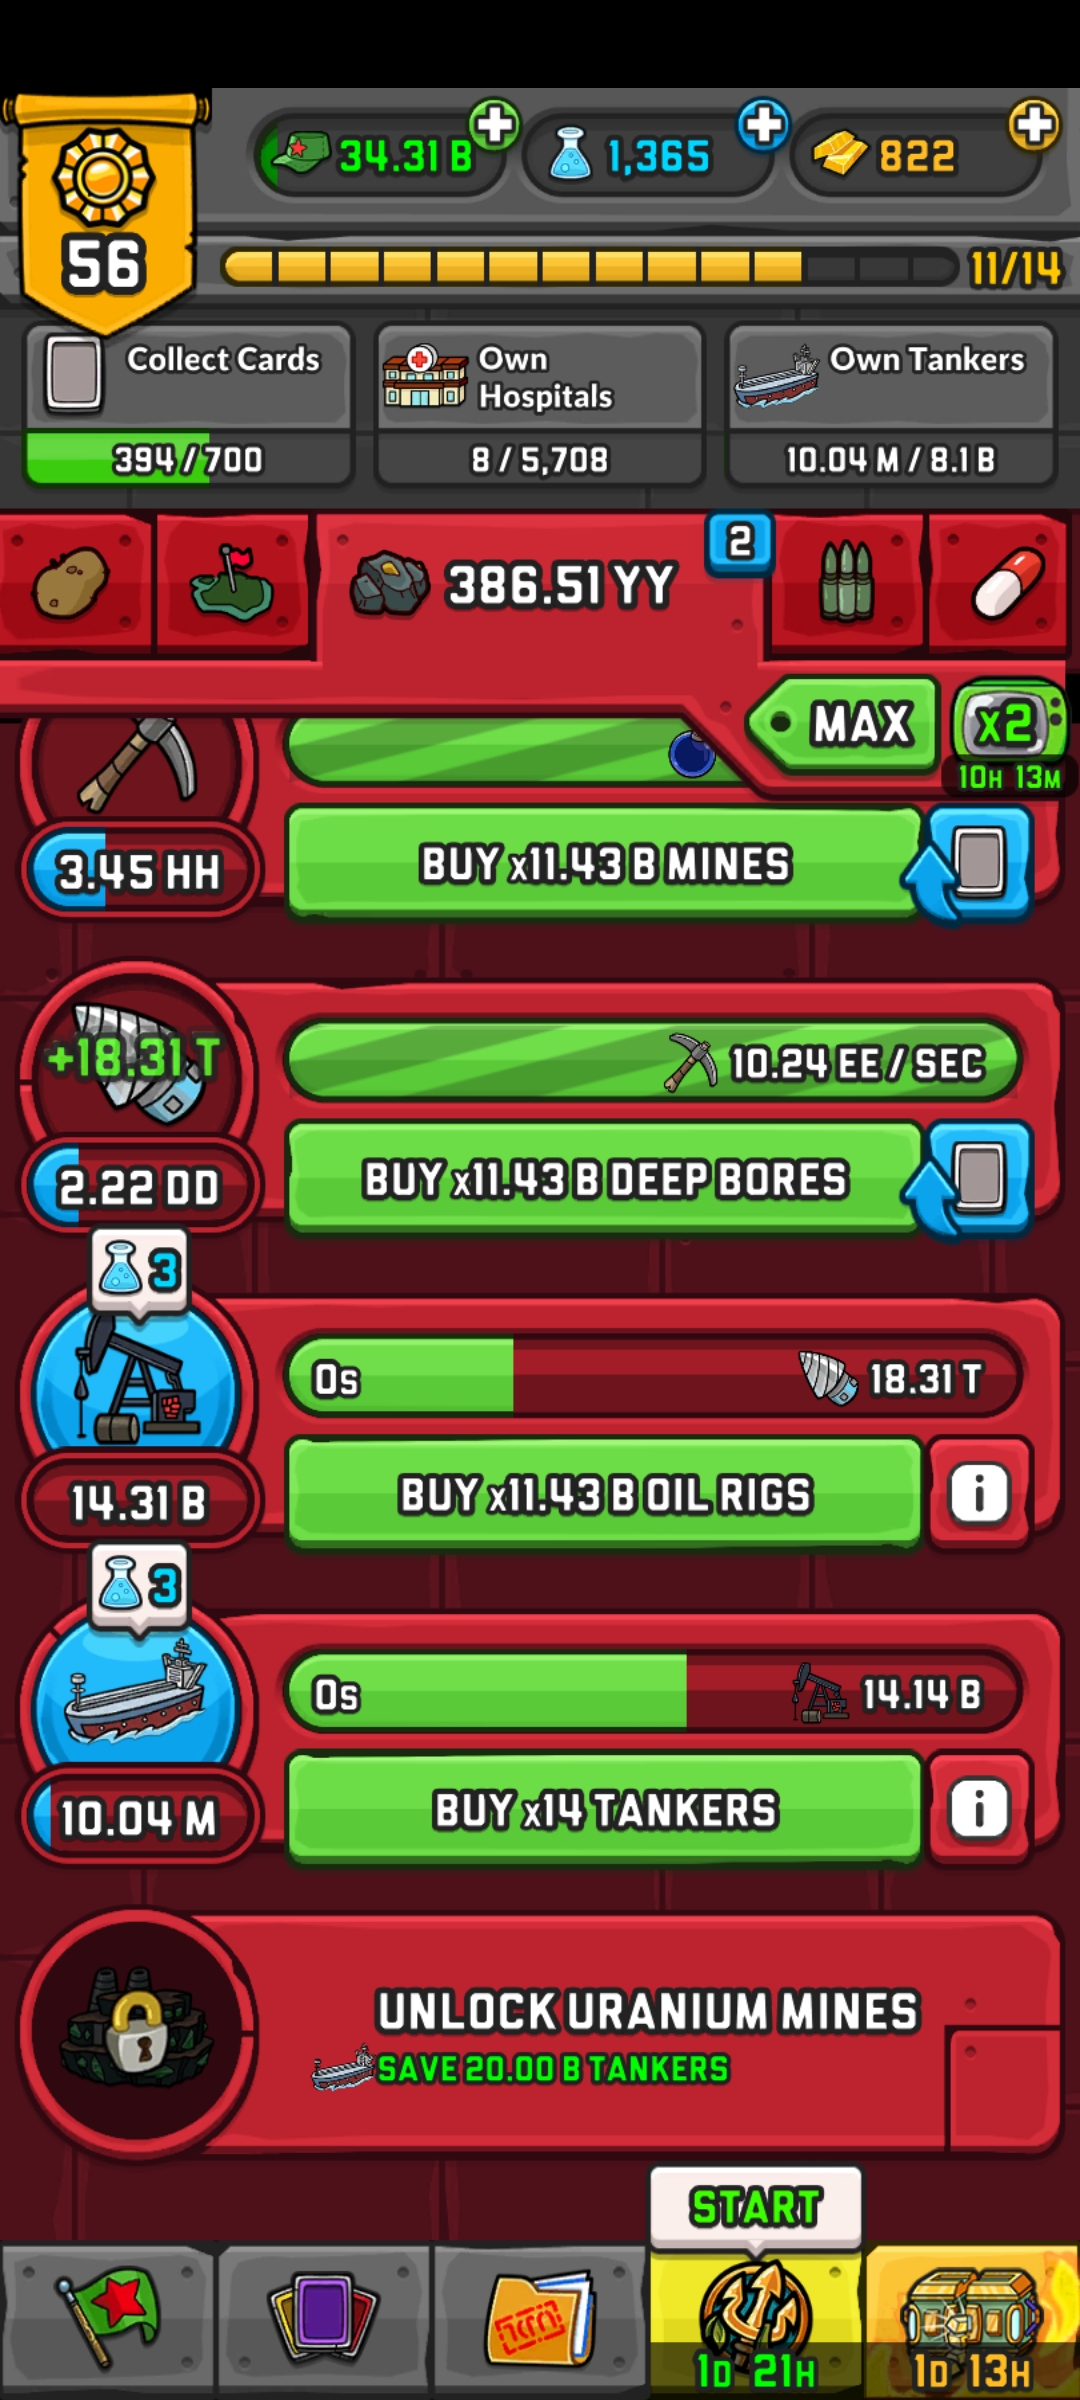 34.31 B
1,365
822
56
11/14
Collect Cards
394/700
Own
Hospitals
8/5,708
Own Tankers
10.04 M/8.1 B
386.51 YY
2
MAX
x2
10H 13M
3.45 HH
BUY x11.43 B MINES
+18.31 T
10.24 EE/SEC
2.22 DD
BUY x11.43 B DEEP BORES
3
0s
18.31 T
14.31 B
BUY x11.43 B OIL RIGS
i
3
0s
14.14 B
10.04 M
BUY x14 TANKERS
i
UNLOCK URANIUM MINES
SAVE 20.00 B TANKERS
START
1D 21H
1D 13H